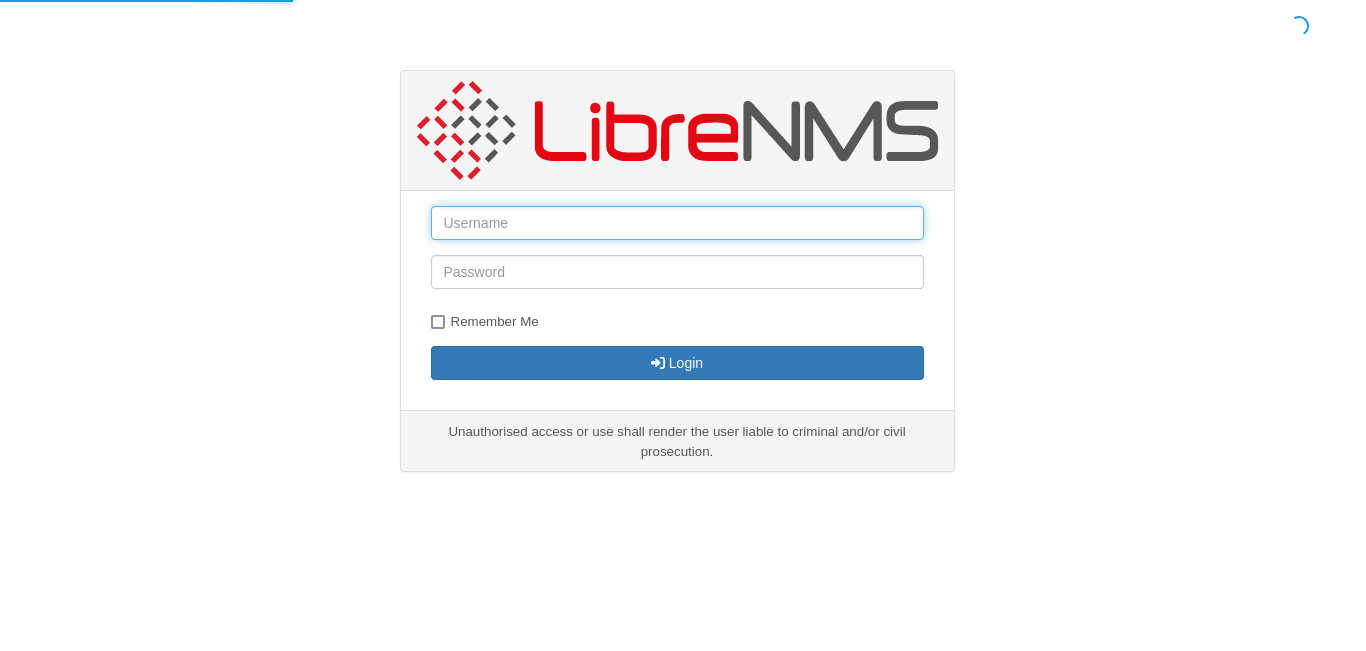 LibreNMS
Username
Password
Remember Me
Login
Unauthorised access or use shall render the user liable to criminal and/or civil
prosecution.